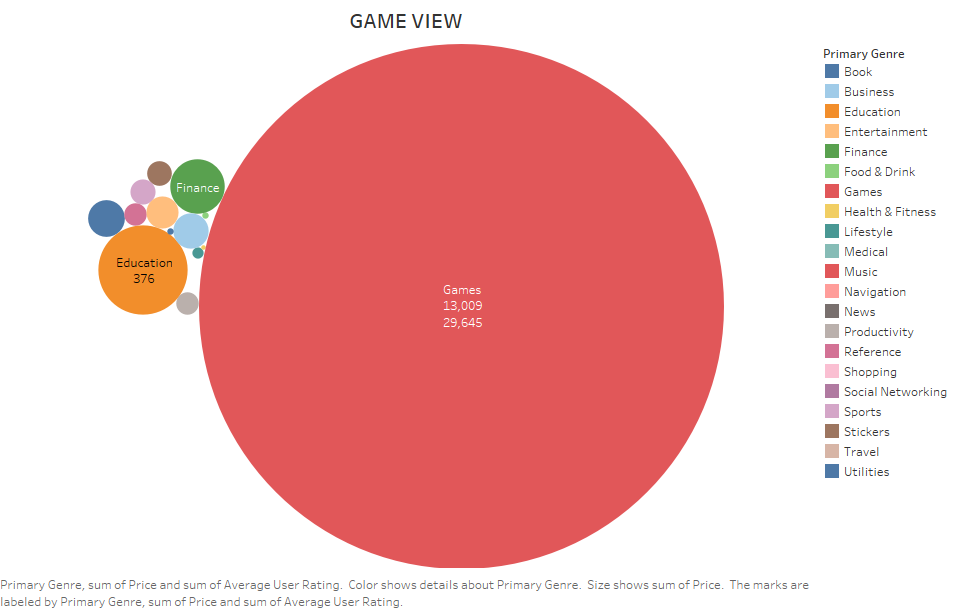 GAME VIEW
Finance
Education
376
Games
13,009
29,645
Primary Genre
Book
Business
Education
Entertainment
Finance
Food & Drink
Games
Health & Fitness
Lifestyle
Medical
Music
Navigation
News
Productivity
Reference
Shopping
Social Networking
Sports
Stickers
Travel
Utilities
Primary Genre, sum of Price and sum of Average User Rating.  Color shows details about Primary Genre.  Size shows sum of Price.  The marks are
labeled by Primary Genre, sum of Price and sum of Average User Rating.